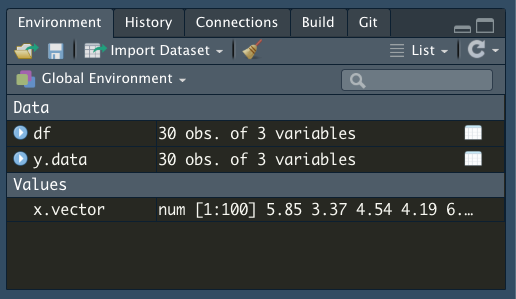 Environment History Connections Build Git
Import Dataset List
Global Environment
Data
df 30 obs. of 3 variables
y.data 30 obs. of 3 variables
Values
x.vector num [1:100] 5.85 3.37 4.54 4.19 6.…